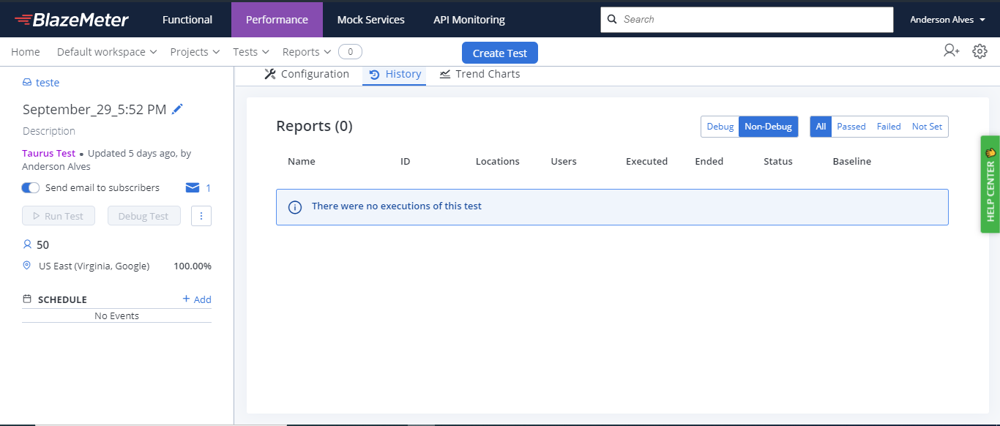 BlazeMeter Functional Performance Mock Services API Monitoring Search Anderson Alves
Home Default workspace Projects Tests Reports 0 Create Test
teste
September_29_5:52 PM
Description
Taurus Test • Updated 5 days ago, by
Anderson Alves
Send email to subscribers 1
Run Test Debug Test
50
US East (Virginia, Google) 100.00%
SCHEDULE + Add
No Events
Configuration History Trend Charts
Reports (0) Debug Non-Debug All Passed Failed Not Set
Name ID Locations Users Executed Ended Status Baseline
There were no executions of this test
HELP CENTER